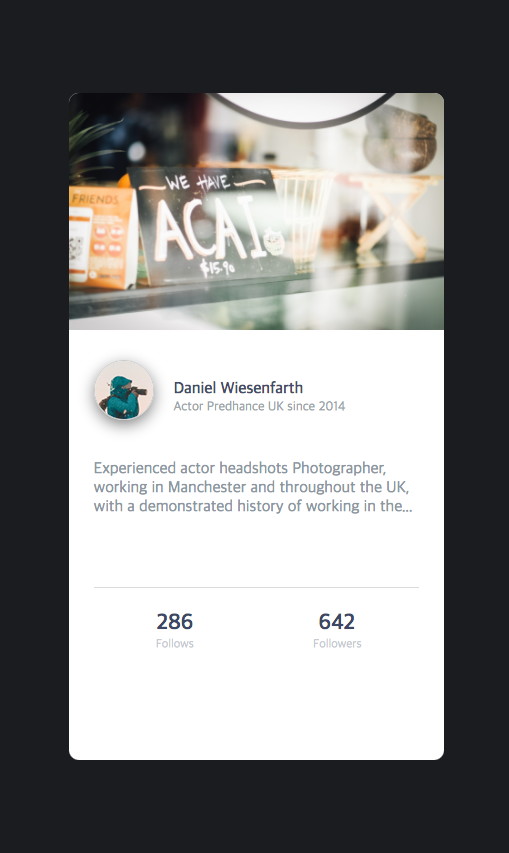 FRIENDS
WE HAVE
ACAI
$15.90
Daniel Wiesenfarth
Actor Predhance UK since 2014
Experienced actor headshots Photographer,
working in Manchester and throughout the UK,
with a demonstrated history of working in the...
286
642
Follows
Followers